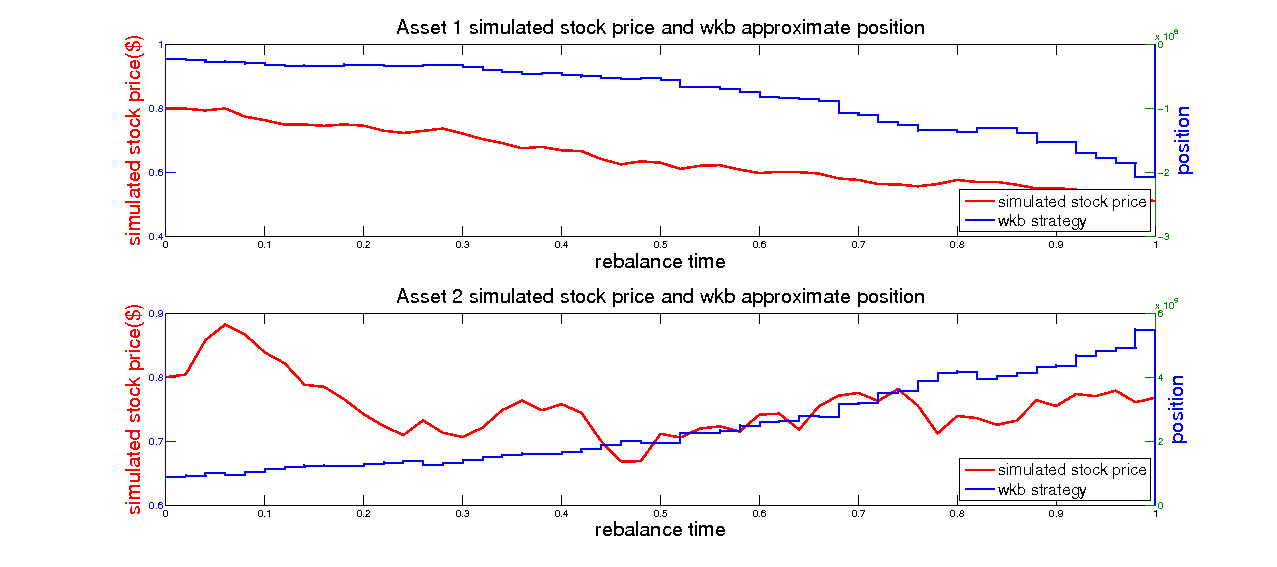 Asset 1 simulated stock price and wkb approximate position
simulated stock price($)
1
0.8
0.6
0.4
x 10
0
-1
-2
-3
position
simulated stock price
wkb strategy
0 0.1 0.2 0.3 0.4 0.5 0.6 0.7 0.8 0.9 1
rebalance time
Asset 2 simulated stock price and wkb approximate position
simulated stock price($)
0.9
0.8
0.7
0.6
x 10^5
6
4
2
0
position
simulated stock price
wkb strategy
0 0.1 0.2 0.3 0.4 0.5 0.6 0.7 0.8 0.9 1
rebalance time